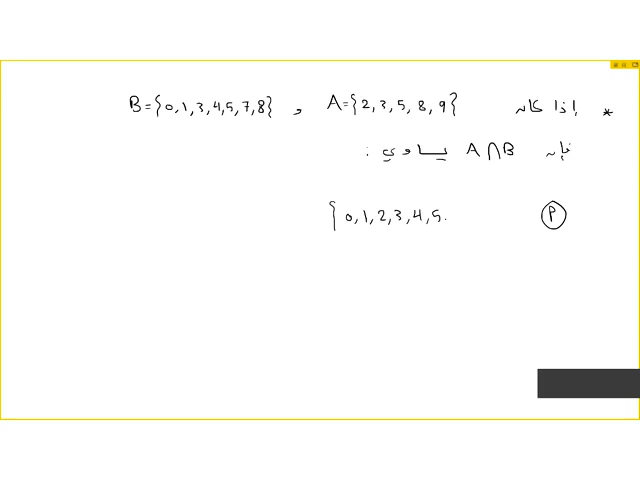 * إذا كان A={2,3,5,8,9} و B={0,1,3,4,5,7,8}
فإن A∩B يساوي :
أ {0,1,2,3,4,5.